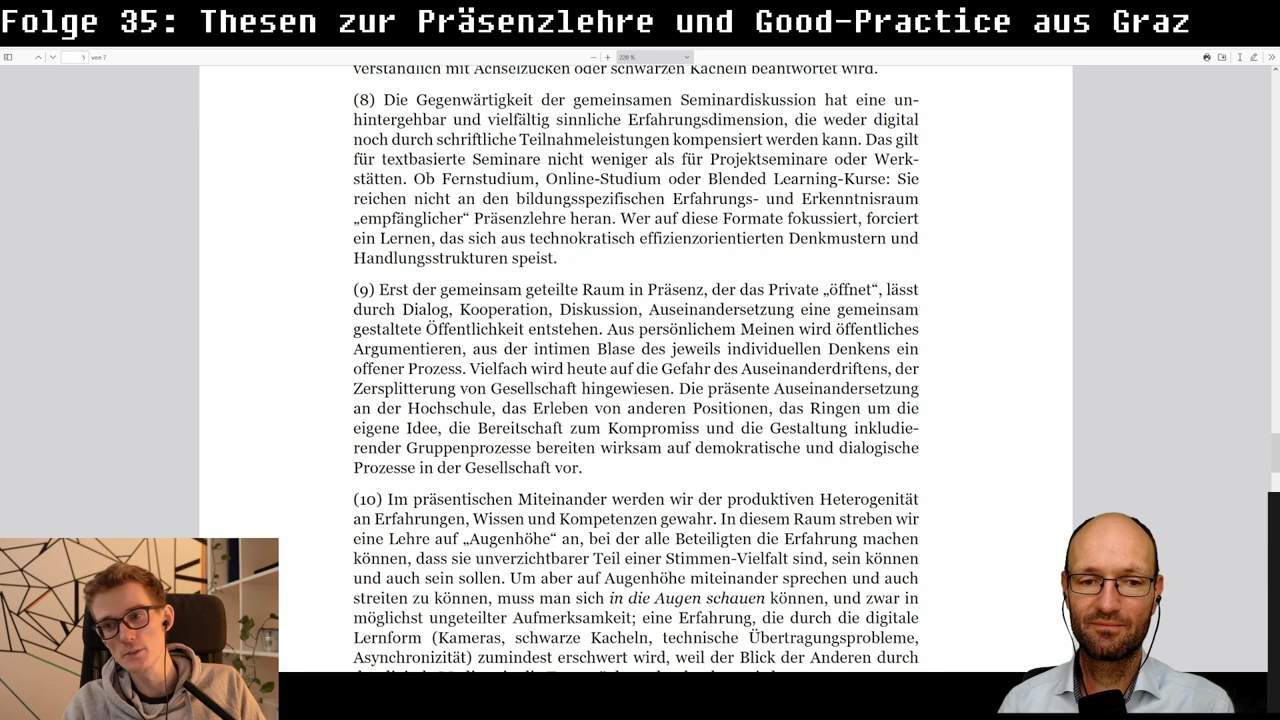 Folge 35: Thesen zur Präsenzlehre und Good-Practice aus Graz
5 von 7
220 %
verständlich mit Achselzucken oder schwarzen Kacheln beantwortet wird.
(8) Die Gegenwärtigkeit der gemeinsamen Seminardiskussion hat eine un-
hintergehbar und vielfältig sinnliche Erfahrungsdimension, die weder digital
noch durch schriftliche Teilnahmeleistungen kompensiert werden kann. Das gilt
für textbasierte Seminare nicht weniger als für Projektseminare oder Werk-
stätten. Ob Fernstudium, Online-Studium oder Blended Learning-Kurse: Sie
reichen nicht an den bildungsspezifischen Erfahrungs- und Erkenntnisraum
„empfänglicher“ Präsenzlehre heran. Wer auf diese Formate fokussiert, forciert
ein Lernen, das sich aus technokratisch effizienzorientierten Denkmustern und
Handlungsstrukturen speist.
(9) Erst der gemeinsam geteilte Raum in Präsenz, der das Private „öffnet“, lässt
durch Dialog, Kooperation, Diskussion, Auseinandersetzung eine gemeinsam
gestaltete Öffentlichkeit entstehen. Aus persönlichem Meinen wird öffentliches
Argumentieren, aus der intimen Blase des jeweils individuellen Denkens ein
offener Prozess. Vielfach wird heute auf die Gefahr des Auseinanderdriftens, der
Zersplitterung von Gesellschaft hingewiesen. Die präsente Auseinandersetzung
an der Hochschule, das Erleben von anderen Positionen, das Ringen um die
eigene Idee, die Bereitschaft zum Kompromiss und die Gestaltung inkludie-
render Gruppenprozesse bereiten wirksam auf demokratische und dialogische
Prozesse in der Gesellschaft vor.
(10) Im präsentischen Miteinander werden wir der produktiven Heterogenität
an Erfahrungen, Wissen und Kompetenzen gewahr. In diesem Raum streben wir
eine Lehre auf „Augenhöhe“ an, bei der alle Beteiligten die Erfahrung machen
können, dass sie unverzichtbarer Teil einer Stimmen-Vielfalt sind, sein können
und auch sein sollen. Um aber auf Augenhöhe miteinander sprechen und auch
streiten zu können, muss man sich in die Augen schauen können, und zwar in
möglichst ungeteilter Aufmerksamkeit; eine Erfahrung, die durch die digitale
Lernform (Kameras, schwarze Kacheln, technische Übertragungsprobleme,
Asynchronizität) zumindest erschwert wird, weil der Blick der Anderen durch